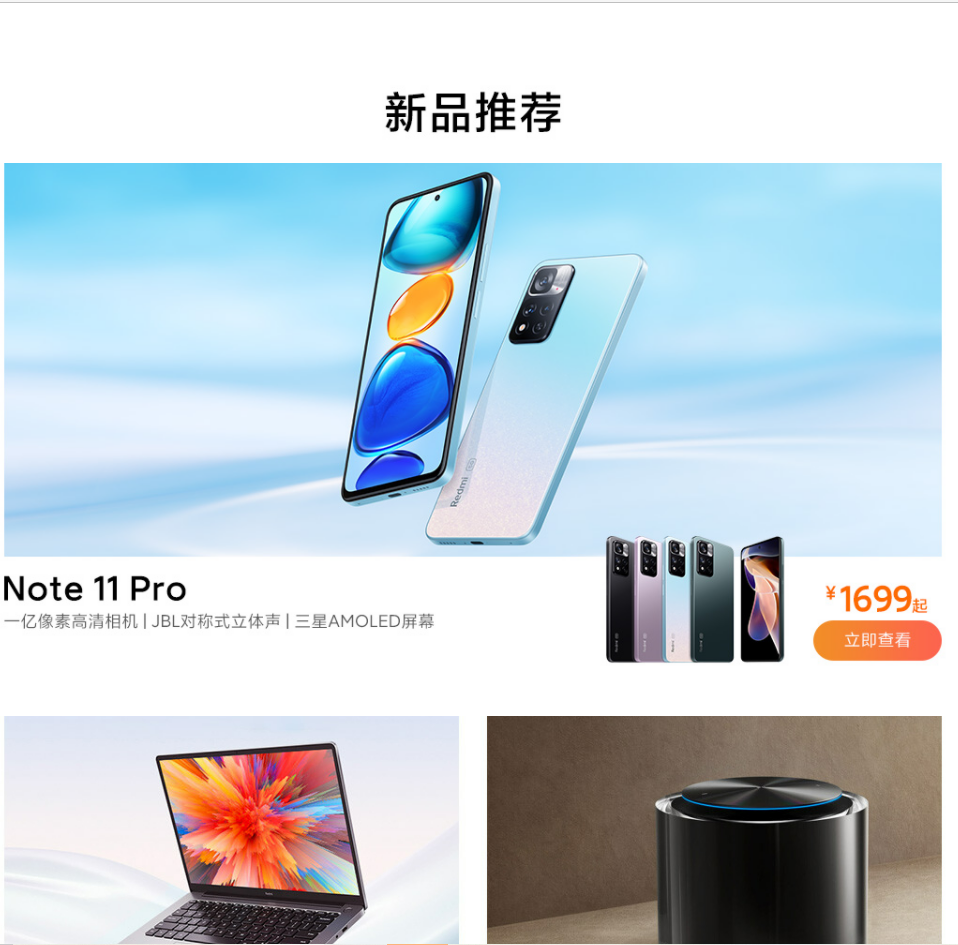 新品推荐
Redmi
Note 11 Pro
一亿像素高清相机 | JBL对称式立体声 | 三星AMOLED屏幕
¥1699起
立即查看